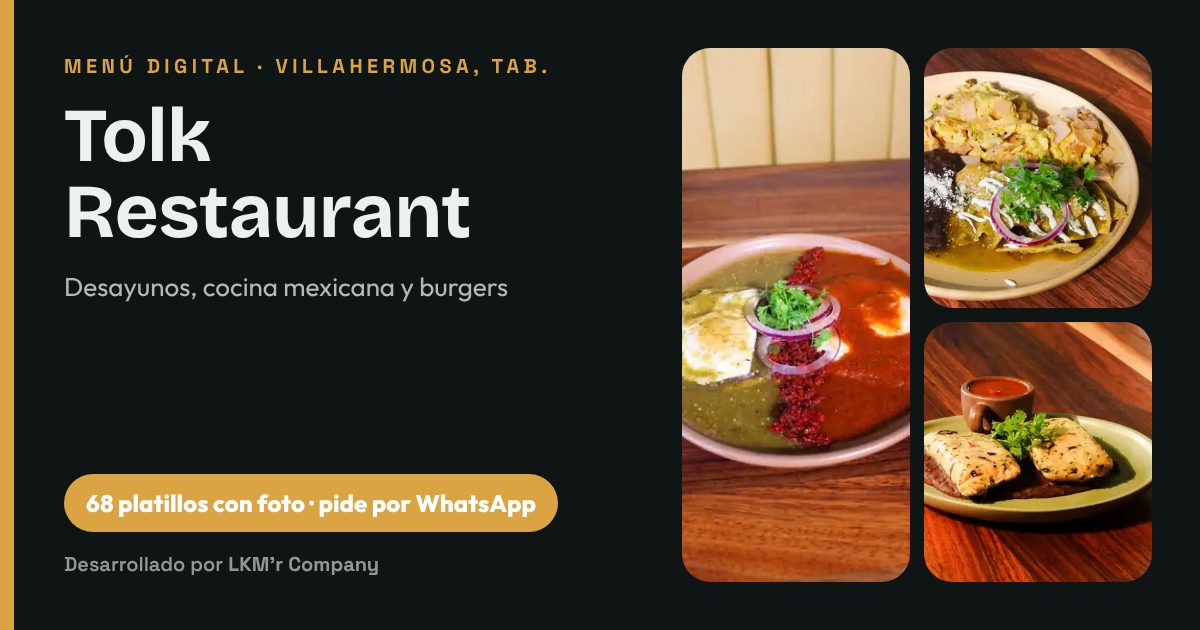 MENÚ DIGITAL · VILLAHERMOSA, TAB.
Tolk
Restaurant
Desayunos, cocina mexicana y burgers
68 platillos con foto · pide por WhatsApp
Desarrollado por LKM’r Company